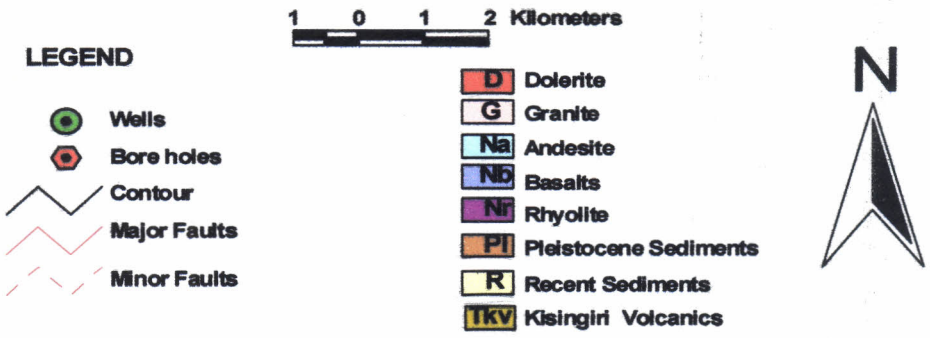 1 0 1 2 Kilometers
LEGEND
Wells
Bore holes
Contour
Major Faults
Minor Faults
D Dolerite
G Granite
Na Andesite
Nb Basalts
Nr Rhyolite
Pl Pleistocene Sediments
R Recent Sediments
Tkv Kisingiri Volcanics
N